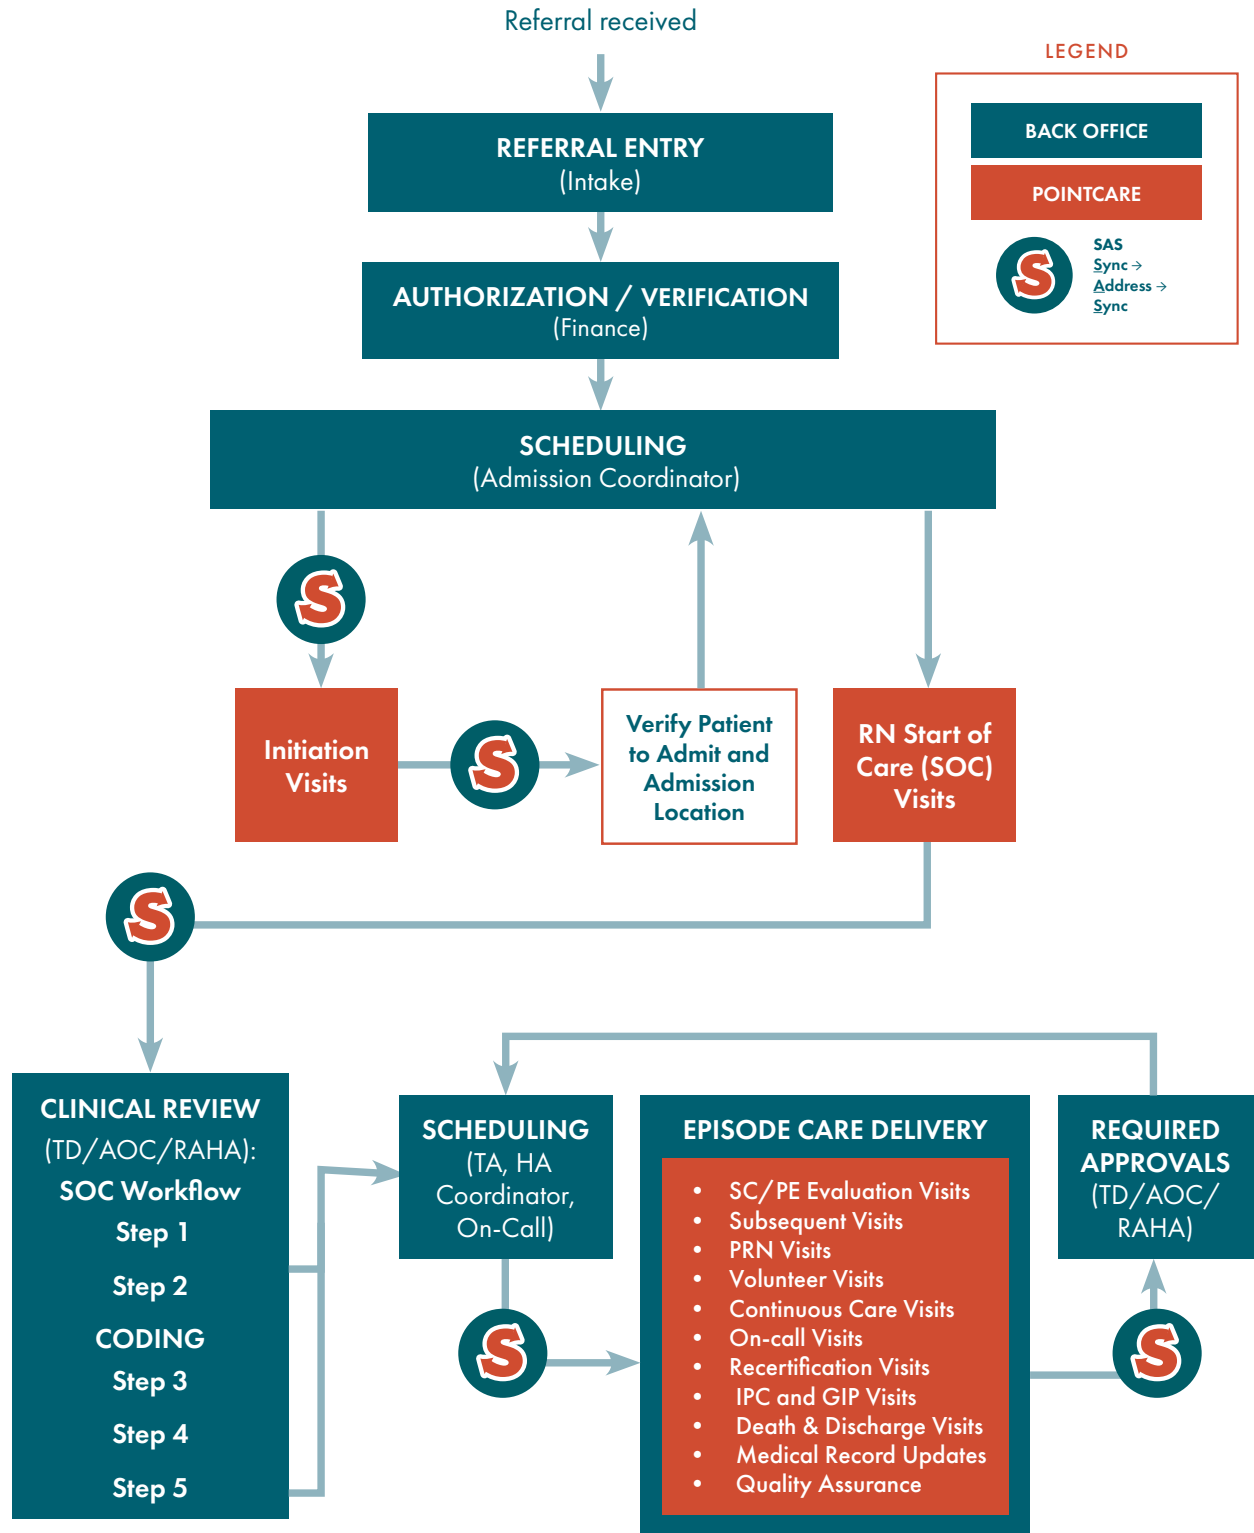 Referral received
LEGEND
BACK OFFICE
POINTCARE
S
SAS
Sync →
Address →
Sync
REFERRAL ENTRY
(Intake)
AUTHORIZATION / VERIFICATION
(Finance)
SCHEDULING
(Admission Coordinator)
S
Initiation
Visits
S
Verify Patient
to Admit and
Admission
Location
RN Start of
Care (SOC)
Visits
S
CLINICAL REVIEW
(TD/AOC/RAHA):
SOC Workflow
Step 1
Step 2
CODING
Step 3
Step 4
Step 5
SCHEDULING
(TA, HA
Coordinator,
On-Call)
S
EPISODE CARE DELIVERY
• SC/PE Evaluation Visits
• Subsequent Visits
• PRN Visits
• Volunteer Visits
• Continuous Care Visits
• On-call Visits
• Recertification Visits
• IPC and GIP Visits
• Death & Discharge Visits
• Medical Record Updates
• Quality Assurance
REQUIRED
APPROVALS
(TD/AOC/
RAHA)
S